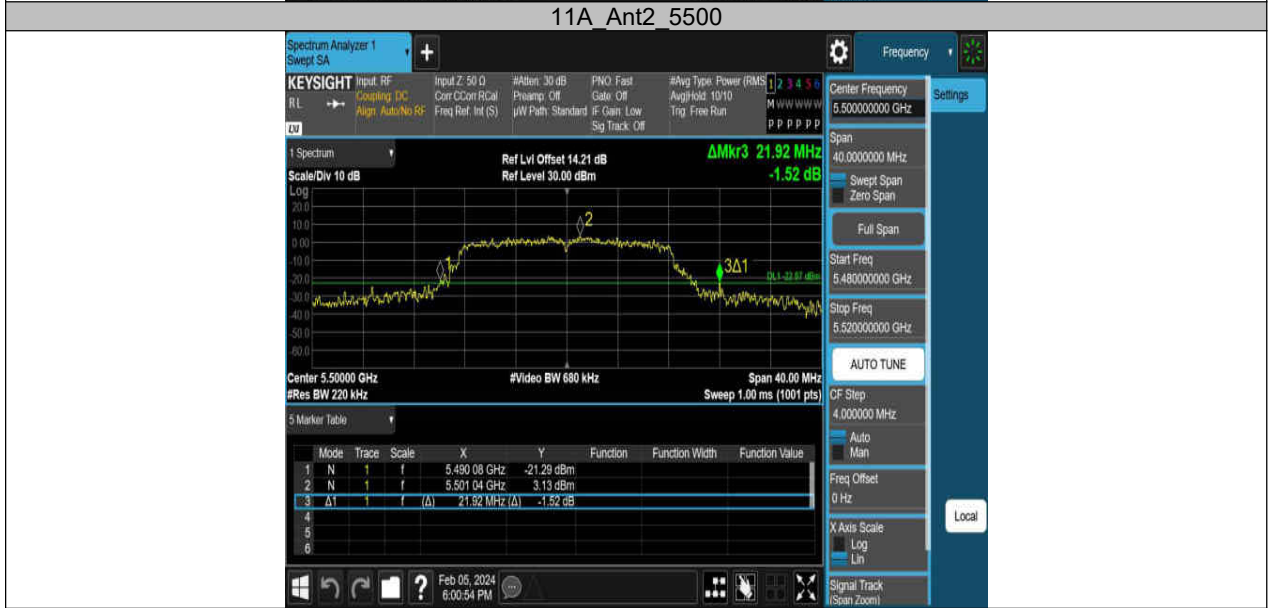 11A_Ant2_5500
Spectrum Analyzer 1
Swept SA
+
Frequency
KEYSIGHT
Input: RF
Coupling: DC
Align: Auto/No RF
Input Z: 50 Ω
Corr CCorr RCal
Freq Ref: Int (S)
#Atten: 30 dB
Preamp: Off
µW Path: Standard
PNO: Fast
Gate: Off
IF Gain: Low
Sig Track: Off
#Avg Type: Power (RMS
Avg|Hold: 10/10
Trig: Free Run
1 2 3 4 5 6
M W W W W W
P P P P P P
RL
LXI
1 Spectrum
Scale/Div 10 dB
Ref Lvl Offset 14.21 dB
Ref Level 30.00 dBm
ΔMkr3 21.92 MHz
-1.52 dB
Log
20.0
10.0
0.00
-10.0
-20.0
-30.0
-40.0
-50.0
-60.0
1
2
3Δ1
DL1 -22.87 dBm
Center 5.50000 GHz
#Video BW 680 kHz
Span 40.00 MHz
#Res BW 220 kHz
Sweep 1.00 ms (1001 pts)
5 Marker Table
Mode Trace Scale X Y Function Function Width Function Value
1 N 1 f 5.490 08 GHz -21.29 dBm
2 N 1 f 5.501 04 GHz 3.13 dBm
3 Δ1 1 f (Δ) 21.92 MHz (Δ) -1.52 dB
4
5
6
?
Feb 05, 2024
6:00:54 PM
Center Frequency
5.500000000 GHz
Settings
Span
40.0000000 MHz
Swept Span
Zero Span
Full Span
Start Freq
5.480000000 GHz
Stop Freq
5.520000000 GHz
AUTO TUNE
CF Step
4.000000 MHz
Auto
Man
Freq Offset
0 Hz
X Axis Scale
Log
Lin
Local
Signal Track
(Span Zoom)